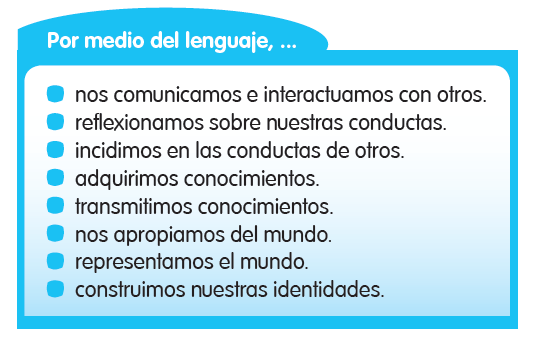 Por medio del lenguaje, ...
nos comunicamos e interactuamos con otros.
reflexionamos sobre nuestras conductas.
incidimos en las conductas de otros.
adquirimos conocimientos.
transmitimos conocimientos.
nos apropiamos del mundo.
representamos el mundo.
construimos nuestras identidades.